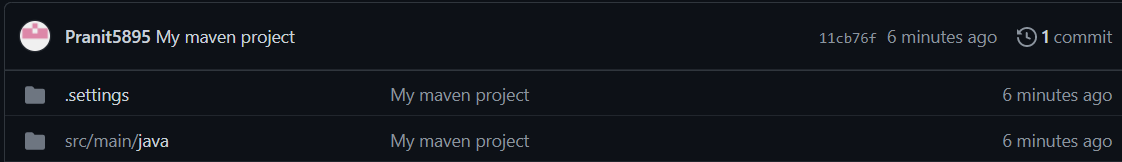 Pranit5895 My maven project 11cb76f 6 minutes ago 1 commit
.settings My maven project 6 minutes ago
src/main/java My maven project 6 minutes ago